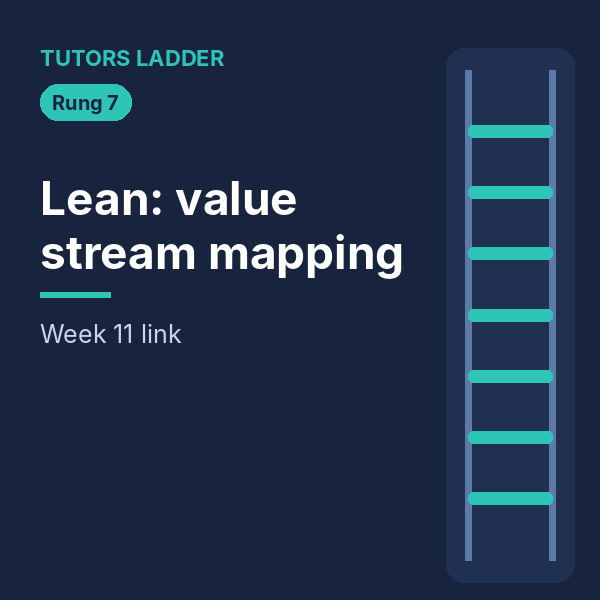 TUTORS LADDER
Rung 7
Lean: value
stream mapping
Week 11 link